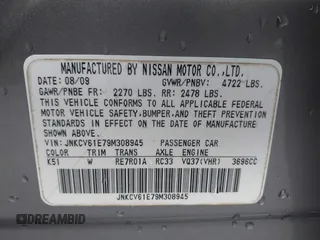 MANUFACTURED BY NISSAN MOTOR CO.,LTD.
DATE: 08/09 GVWR/PNBV: 4722 LBS.
GAWR/PNBE FR: 2270 LBS. RR: 2478 LBS.
THIS VEHICLE CONFORMS TO ALL APPLICABLE FEDERAL
MOTOR VEHICLE SAFETY,BUMPER,AND THEFT PREVENTION
STANDARDS IN EFFECT ON THE DATE OF MANUFACTURE
SHOWN ABOVE.
VIN:JNKCV61E79M308945 PASSENGER CAR
COLOR TRIM TRANS AXLE ENGINE
K51 W RE7R01A RC33 VQ37(VHR) 3696CC
JNKCV61E79M308945
DREAMBID